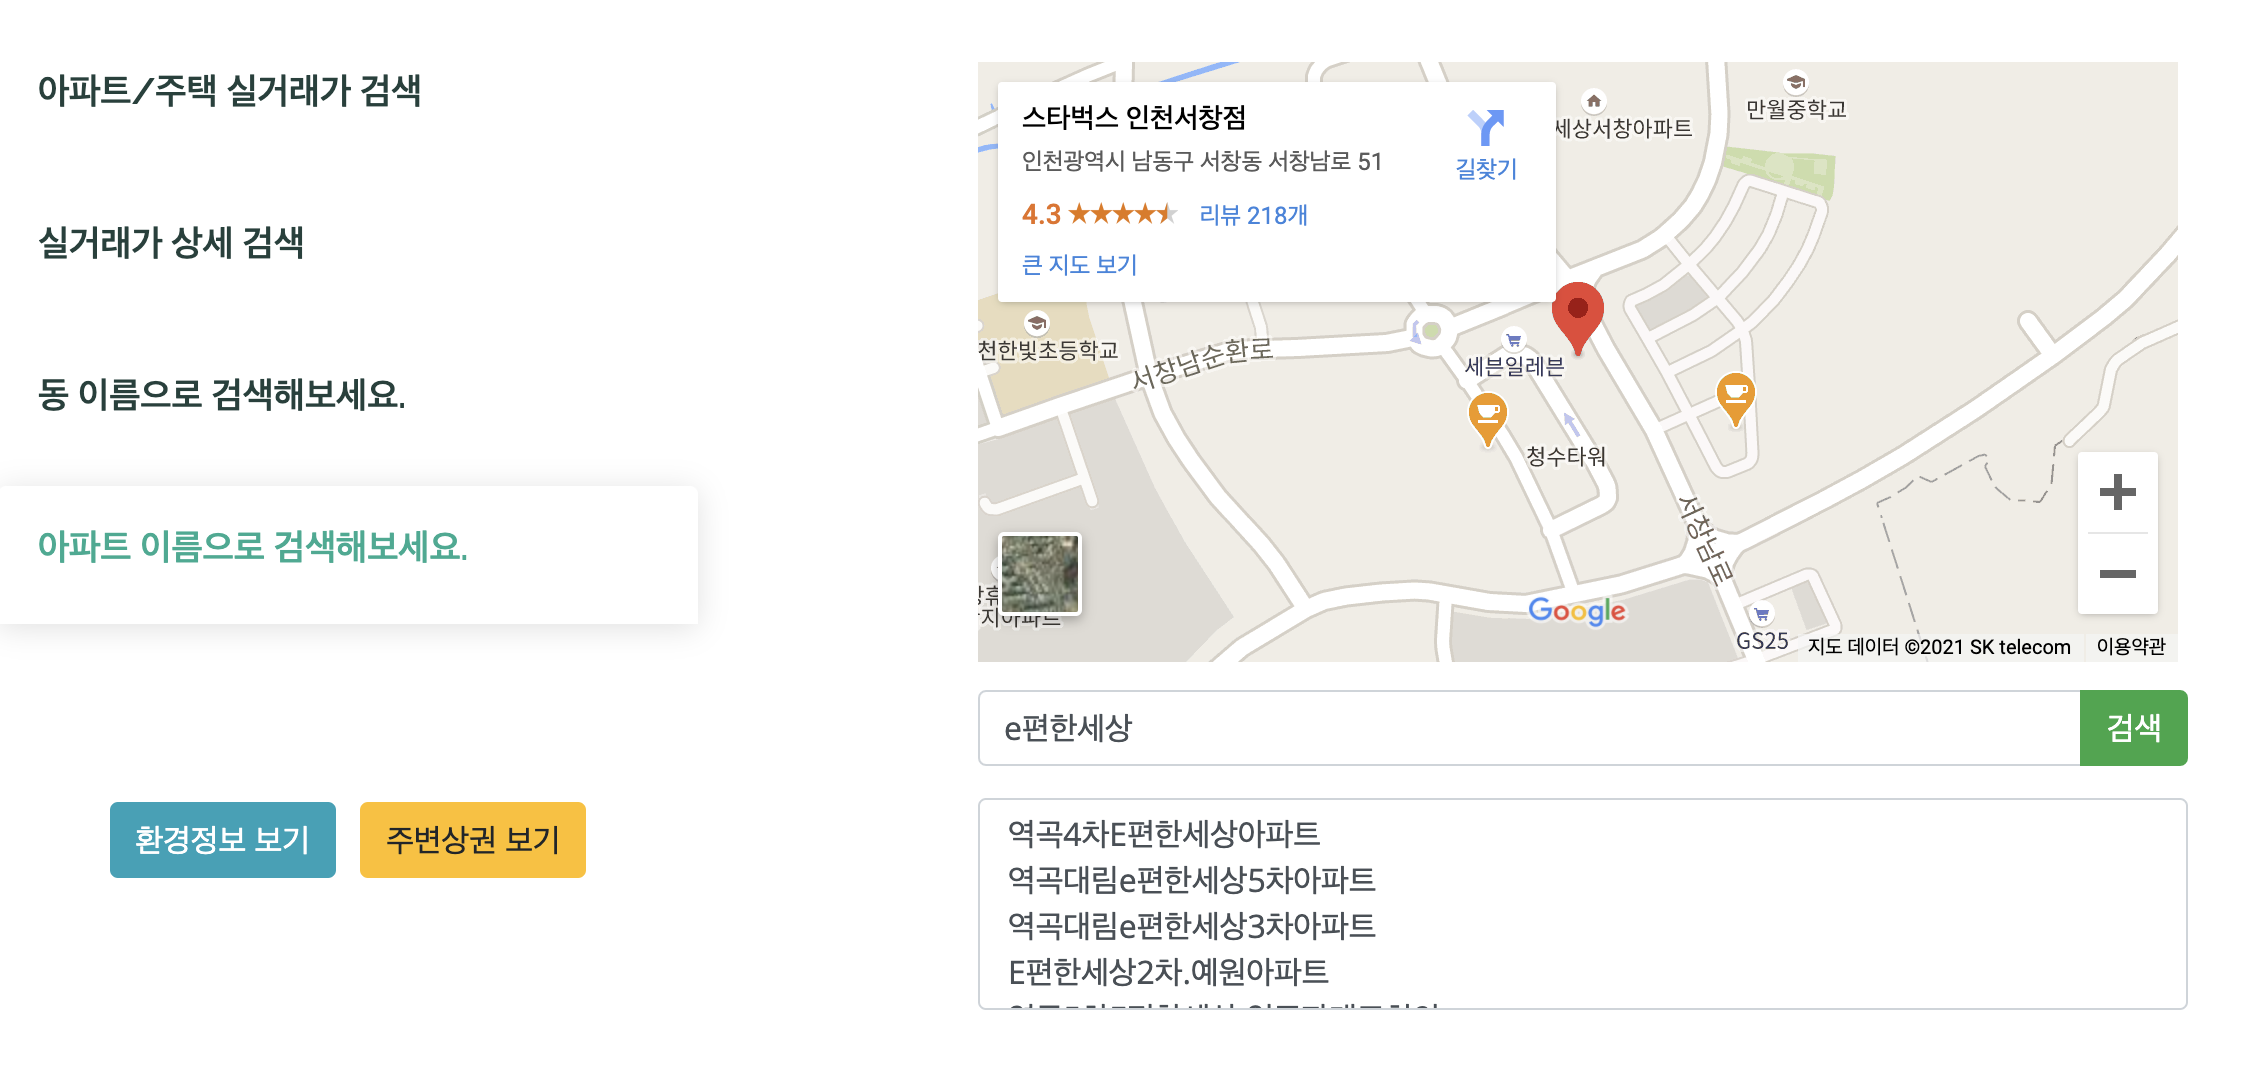 아파트/주택 실거래가 검색
실거래가 상세 검색
동 이름으로 검색해보세요.
아파트 이름으로 검색해보세요.
환경정보 보기
주변상권 보기
스타벅스 인천서창점
인천광역시 남동구 서창동 서창남로 51
4.3
리뷰 218개
큰 지도 보기
길찾기
세상서창아파트
만월중학교
천한빛초등학교
서창남순환로
세븐일레븐
청수타워
서창남로
지아파트
Google
GS25
지도 데이터 ©2021 SK telecom
이용약관
e편한세상
검색
역곡4차E편한세상아파트
역곡대림e편한세상5차아파트
역곡대림e편한세상3차아파트
E편한세상2차.예원아파트